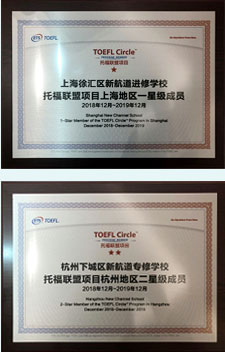 ETS TOEFL
TOEFL Circle
托福联盟项目
上海徐汇区新航道进修学校
托福联盟项目上海地区一星级成员
2018年12月~2019年12月
Shanghai New Channel School
1-Star Member of the TOEFL Circle Program in Shanghai
December 2018-December 2019
ETS TOEFL
TOEFL Circle
托福联盟项目
杭州下城区新航道专修学校
托福联盟项目杭州地区二星级成员
2018年12月~2019年12月
Hangzhou New Channel School
2-Star Member of the TOEFL Circle Program in Hangzhou
December 2018-December 2019